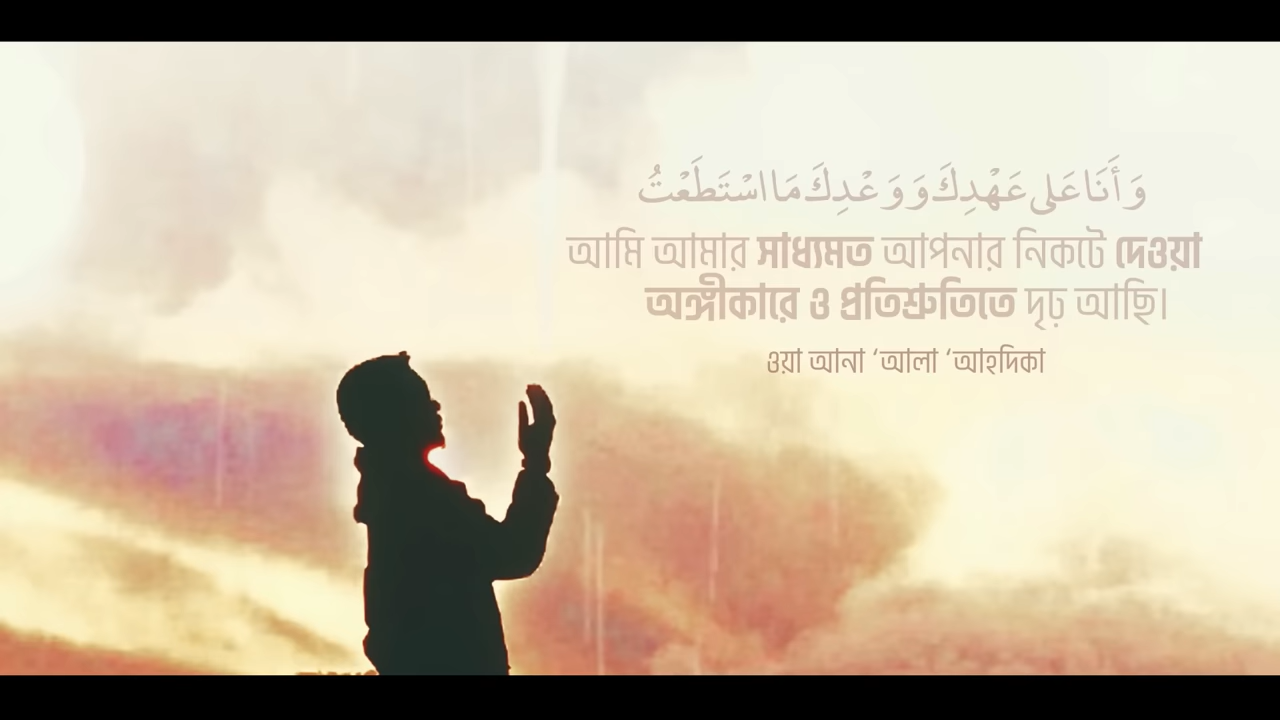 وَأَنَا عَلَى عَهْدِكَ وَوَعْدِكَ مَا اسْتَطَعْتُ
আমি আমার সাধ্যমত আপনার নিকটে দেওয়া
অঙ্গীকারে ও প্রতিশ্রুতিতে দৃঢ় আছি।
ওয়া আনা ‘আলা ‘আহদিকা